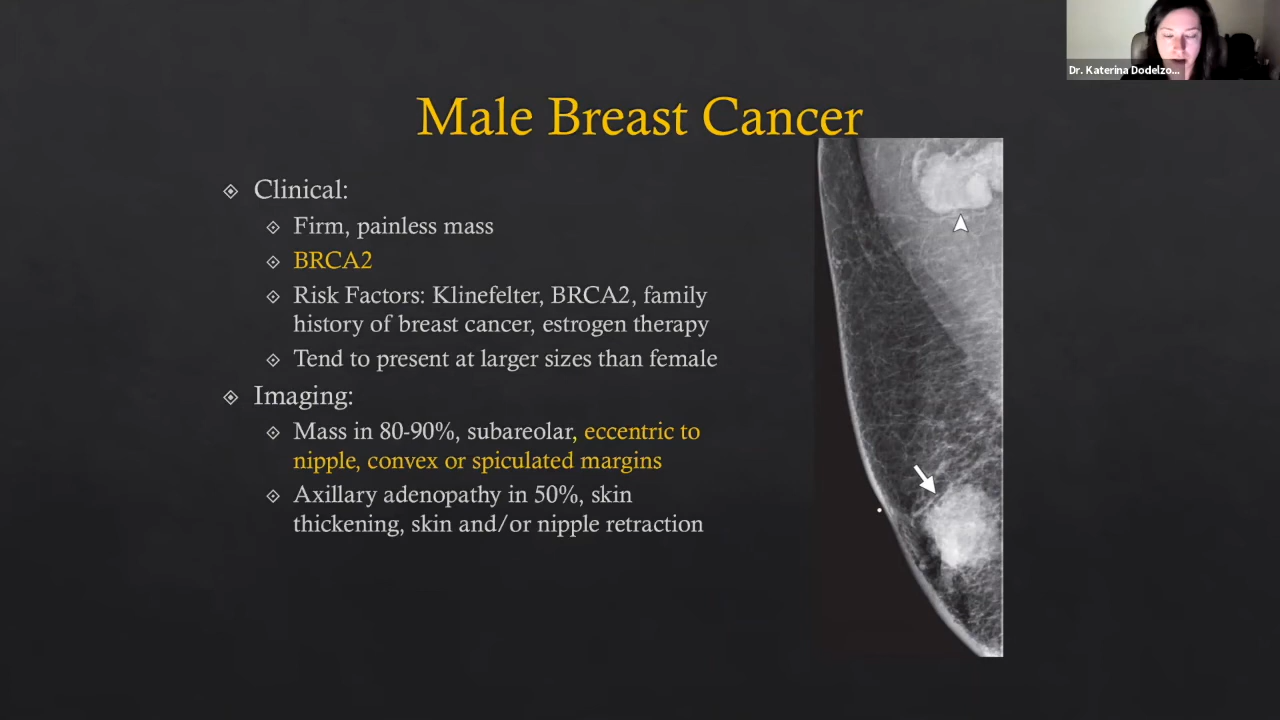 Dr. Katerina Dodelzo...
Male Breast Cancer
Clinical:
Firm, painless mass
BRCA2
Risk Factors: Klinefelter, BRCA2, family
history of breast cancer, estrogen therapy
Tend to present at larger sizes than female
Imaging:
Mass in 80-90%, subareolar, eccentric to
nipple, convex or spiculated margins
Axillary adenopathy in 50%, skin
thickening, skin and/or nipple retraction